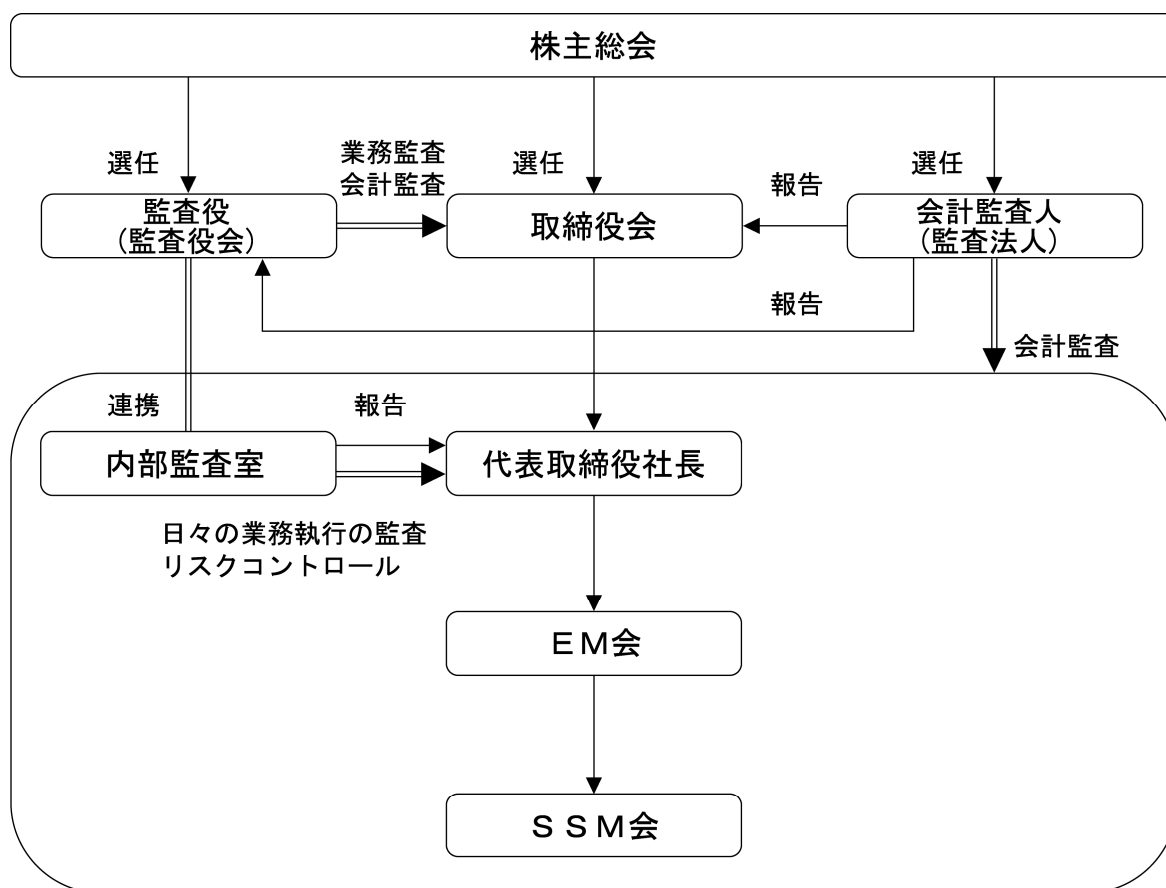 株主総会
選任
業務監査
会計監査
選任
報告
選任
監査役
(監査役会)
取締役会
会計監査人
(監査法人)
報告
会計監査
連携
報告
内部監査室
代表取締役社長
日々の業務執行の監査
リスクコントロール
ＥＭ会
ＳＳＭ会